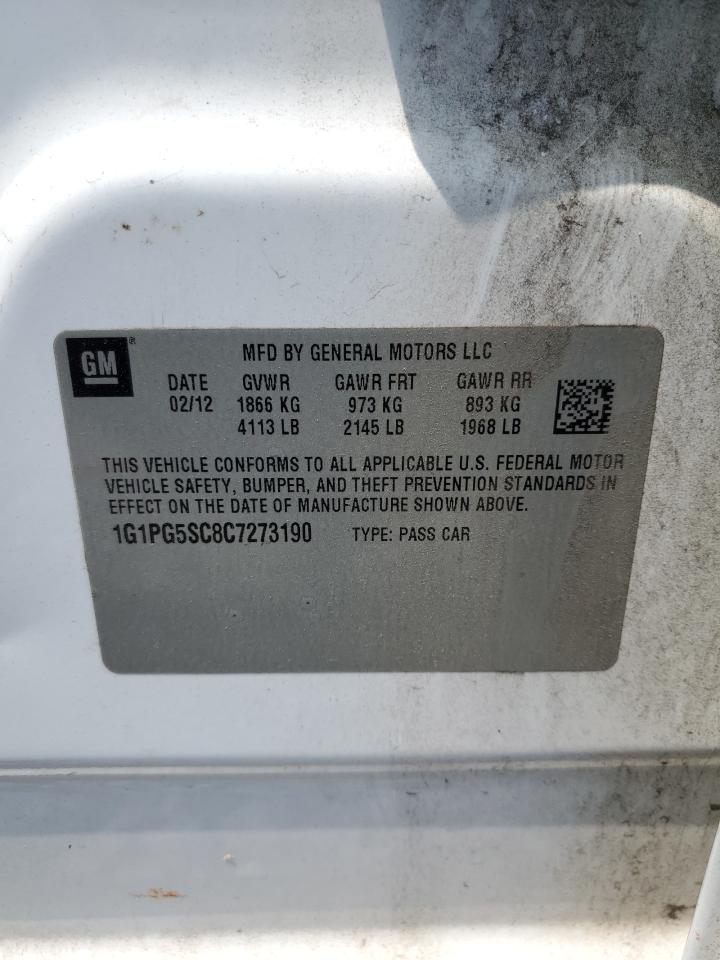 GM ®
MFD BY GENERAL MOTORS LLC
DATE GVWR GAWR FRT GAWR RR
02/12 1866 KG 973 KG 893 KG
4113 LB 2145 LB 1968 LB
THIS VEHICLE CONFORMS TO ALL APPLICABLE U.S. FEDERAL MOTOR
VEHICLE SAFETY, BUMPER, AND THEFT PREVENTION STANDARDS IN
EFFECT ON THE DATE OF MANUFACTURE SHOWN ABOVE.
1G1PG5SC8C7273190 TYPE: PASS CAR